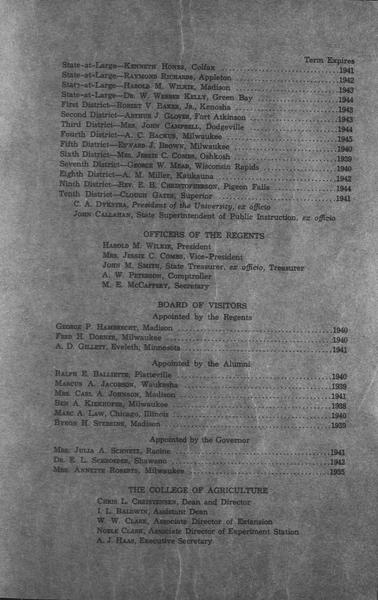 Term Expires
State-at-Large—Kenneth Hones, Colfax 1941
State-at-Large—Raymond Richards, Appleton 1942
State-at-Large—Harold M. Wilkie, Madison 1943
State-at-Large—Dr. W. Webber Kelly, Green Bay 1944
First District—Robert V. Baker, Jr., Kenosha 1943
Second District—Arthur J. Glover, Fort Atkinson 1943
Third District—Mrs. John Campbell, Dodgeville 1944
Fourth District—A. C. Backus, Milwaukee 1945
Fifth District—Edward J. Brown, Milwaukee 1940
Sixth District—Mrs. Jessie C. Combs, Oshkosh 1939
Seventh District—George W. Mead, Wisconsin Rapids 1940
Eighth District—A. M. Miller, Kaukauna 1942
Ninth District—Rev. E. H. Christopherson, Pigeon Falls 1944
Tenth District—Clough Gates, Superior 1941
C. A. Dykstra, President of the University, ex officio
John Callahan, State Superintendent of Public Instruction, ex officio
OFFICERS OF THE REGENTS
Harold M. Wilkie, President
Mrs. Jessie C. Combs, Vice-President
John M. Smith, State Treasurer, ex officio, Treasurer
A. W. Peterson, Comptroller
M. E. McCaffrey, Secretary
BOARD OF VISITORS
Appointed by the Regents
George P. Hambrecht, Madison 1940
Fred H. Dorner, Milwaukee 1940
A. D. Gillett, Eveleth, Minnesota 1941
Appointed by the Alumni
Ralph E. Balliette, Platteville 1940
Marcus A. Jacobson, Waukesha 1939
Mrs. Carl A. Johnson, Madison 1941
Ben A. Kiekhofer, Milwaukee 1938
Marc A. Law, Chicago, Illinois 1940
Byron H. Stebbins, Madison 1939
Appointed by the Governor
Mrs. Julia A. Schnetz, Racine 1941
Dr. E. L. Schroeder, Shawano 1943
Mrs. Annette Roberts, Milwaukee 1935
THE COLLEGE OF AGRICULTURE
Chris L. Christensen, Dean and Director
I. L. Baldwin, Assistant Dean
W. W. Clark, Associate Director of Extension
Noble Clark, Associate Director of Experiment Station
A. J. Haas, Executive Secretary